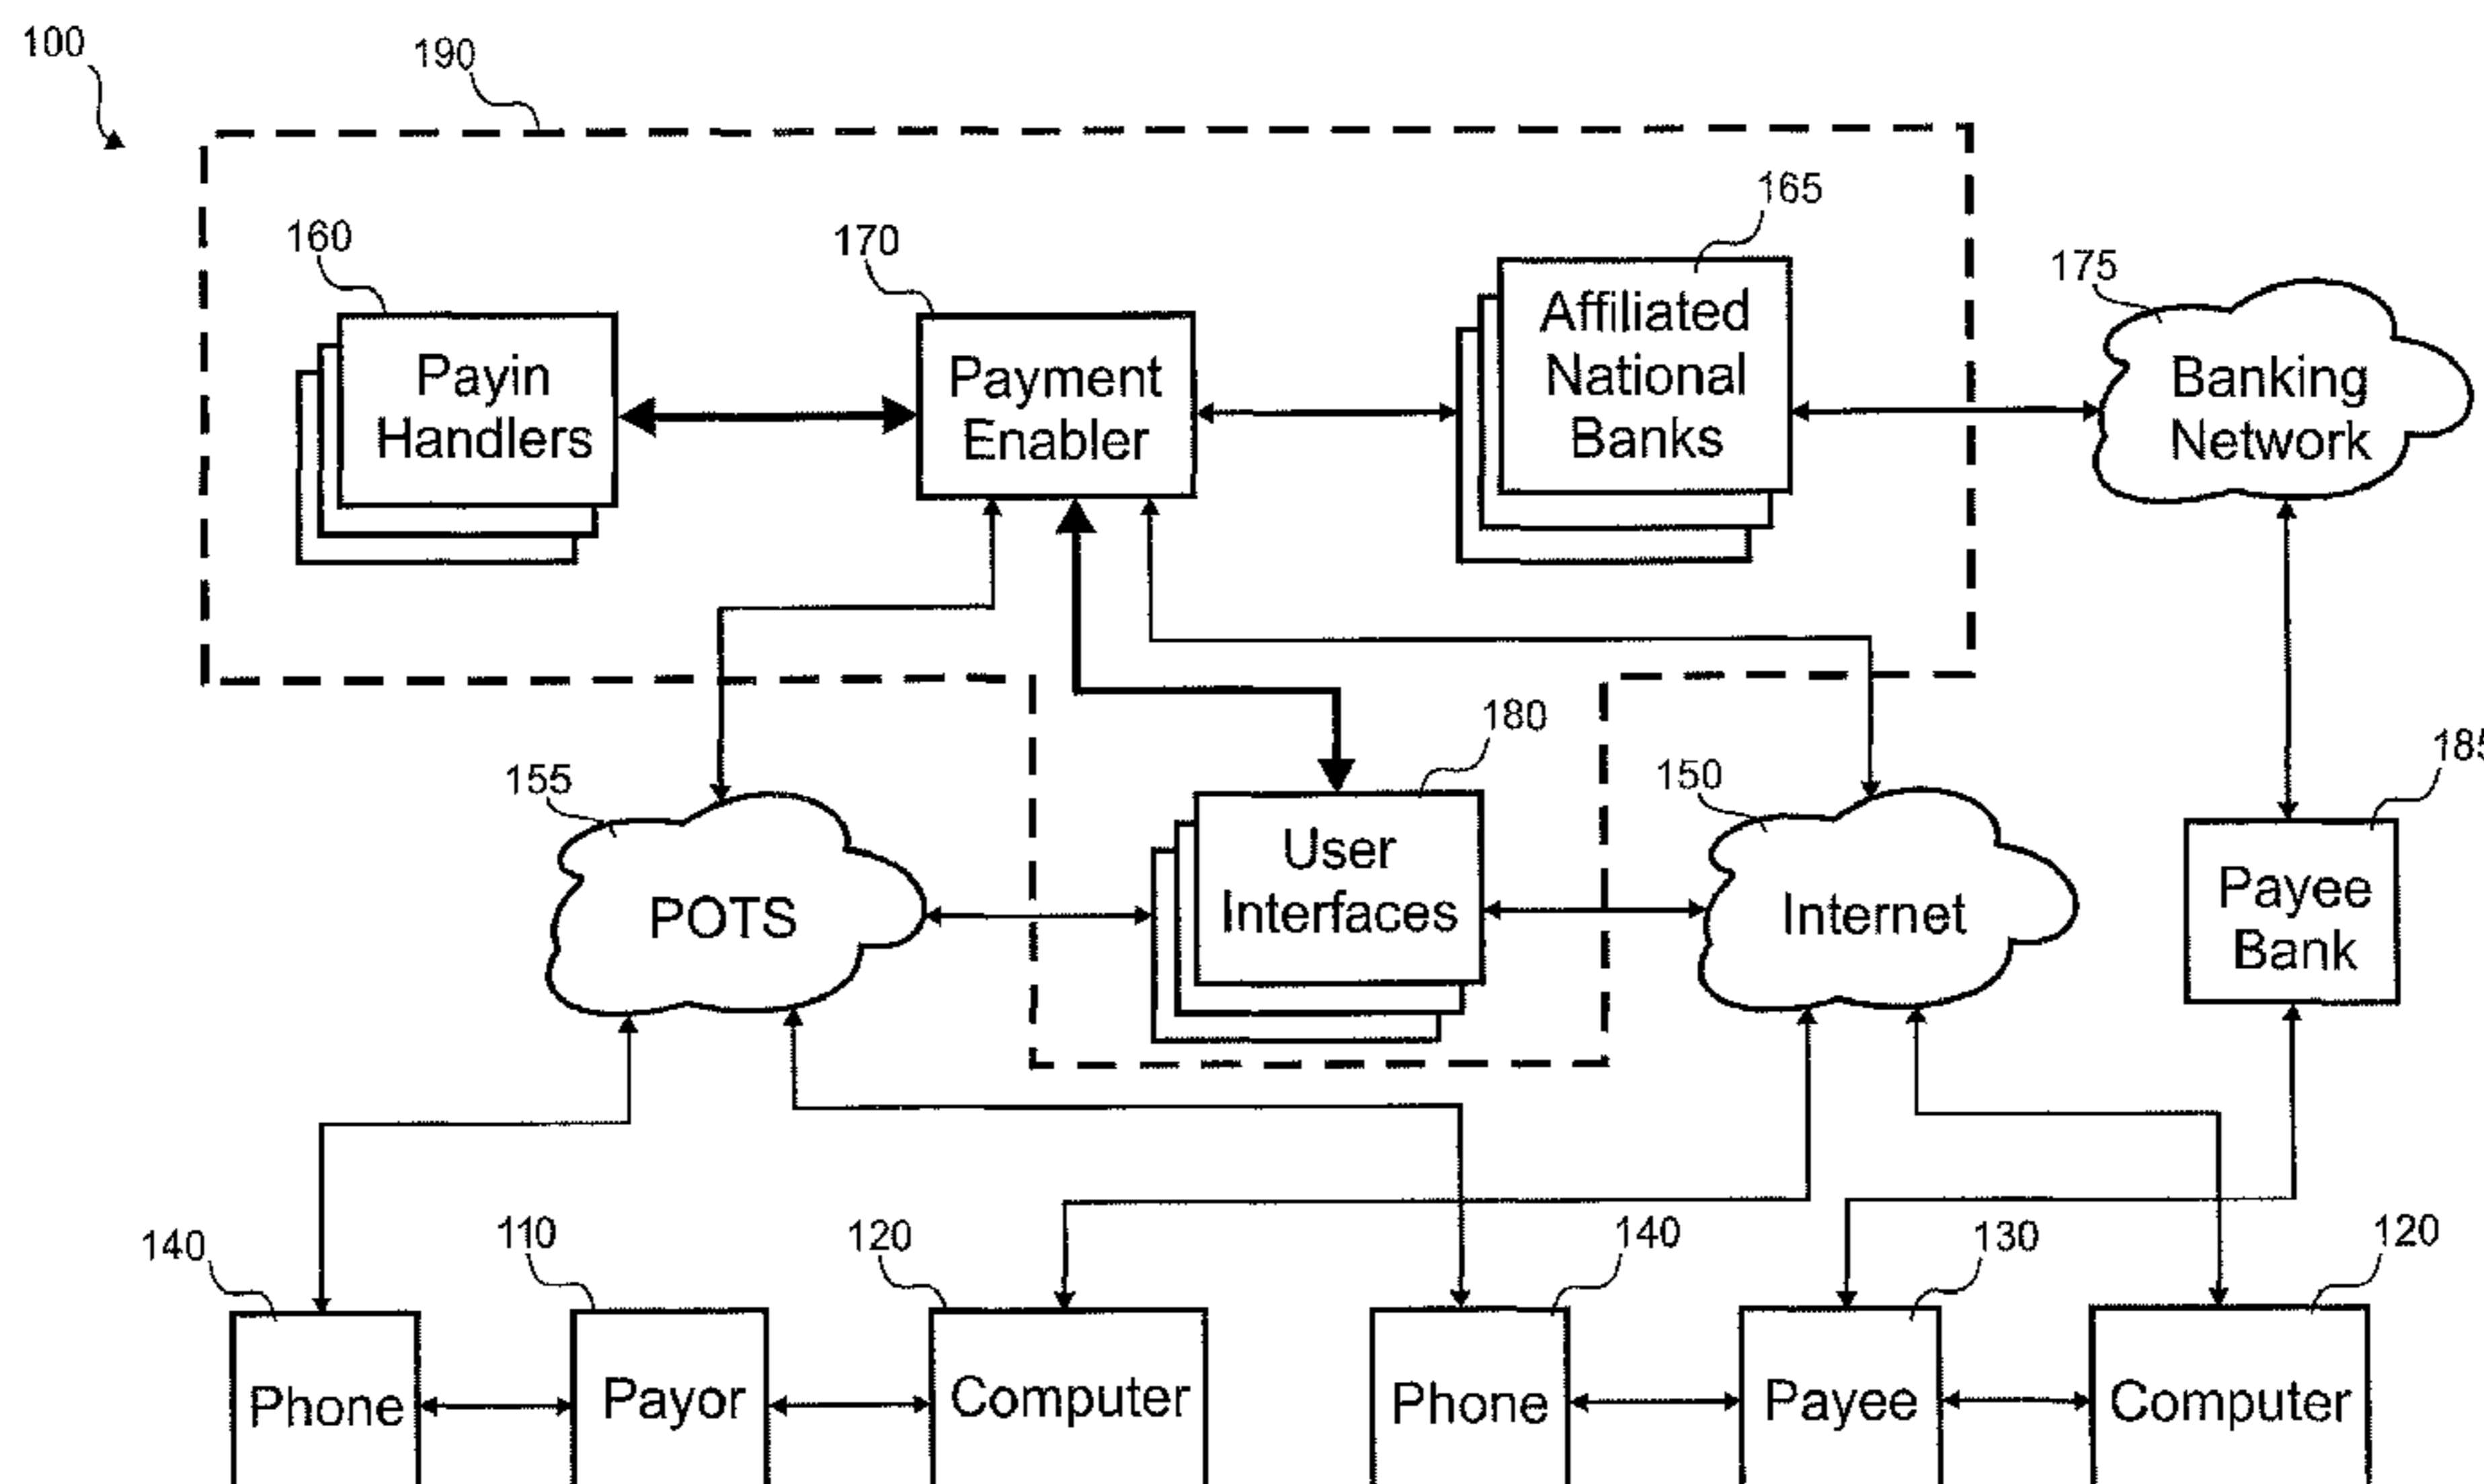 100
190
165
160
170
175
Payin
Handlers
Payment
Enabler
Affiliated
National
Banks
Banking
Network
180
185
155
150
POTS
User
Interfaces
Internet
Payee
Bank
140
110
120
140
130
120
Phone
Payor
Computer
Phone
Payee
Computer